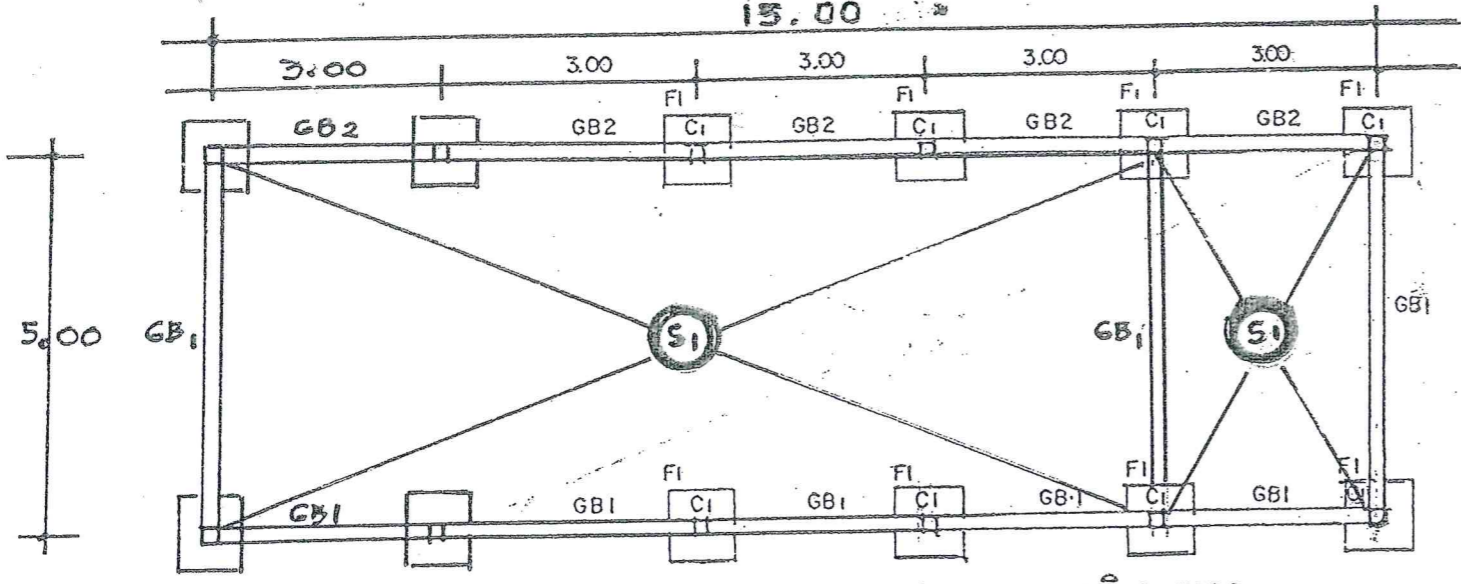 15.00
3.00 3.00 3.00 3.00 3.00
F1 F1 F1 F1
GB2 GB2 C1 GB2 C1 GB2 C1 GB2 C1
5.00 GB1 S1 GB1 S1 GB1
F1 F1 F1 F1
GB1 GB1 C1 GB1 C1 GB1 C1 GB1